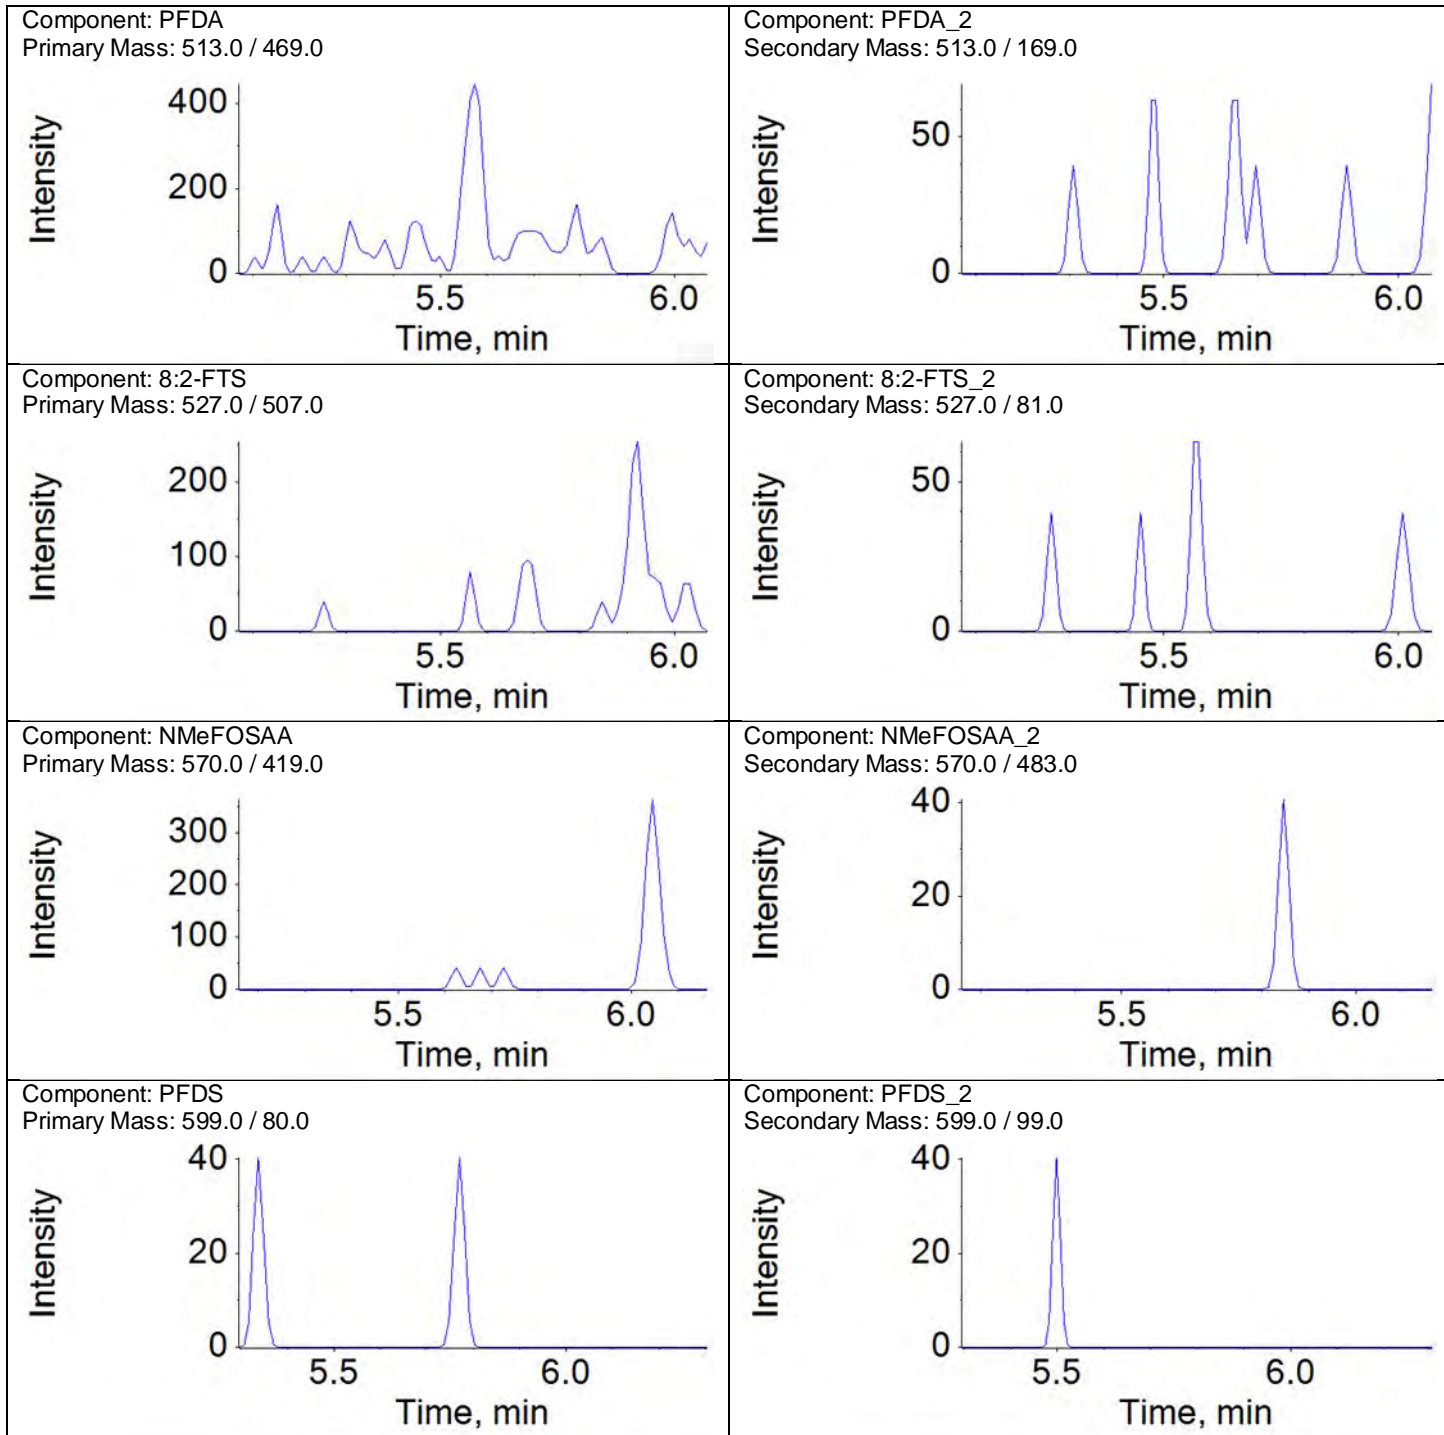 Component: PFDA
Primary Mass: 513.0 / 469.0
400
200
0
Intensity
5.5
6.0
Time, min
Component: PFDA_2
Secondary Mass: 513.0 / 169.0
50
0
Intensity
5.5
6.0
Time, min
Component: 8:2-FTS
Primary Mass: 527.0 / 507.0
200
100
0
Intensity
5.5
6.0
Time, min
Component: 8:2-FTS_2
Secondary Mass: 527.0 / 81.0
50
0
Intensity
5.5
6.0
Time, min
Component: NMeFOSAA
Primary Mass: 570.0 / 419.0
300
200
100
0
Intensity
5.5
6.0
Time, min
Component: NMeFOSAA_2
Secondary Mass: 570.0 / 483.0
40
20
0
Intensity
5.5
6.0
Time, min
Component: PFDS
Primary Mass: 599.0 / 80.0
40
20
0
Intensity
5.5
6.0
Time, min
Component: PFDS_2
Secondary Mass: 599.0 / 99.0
40
20
0
Intensity
5.5
6.0
Time, min